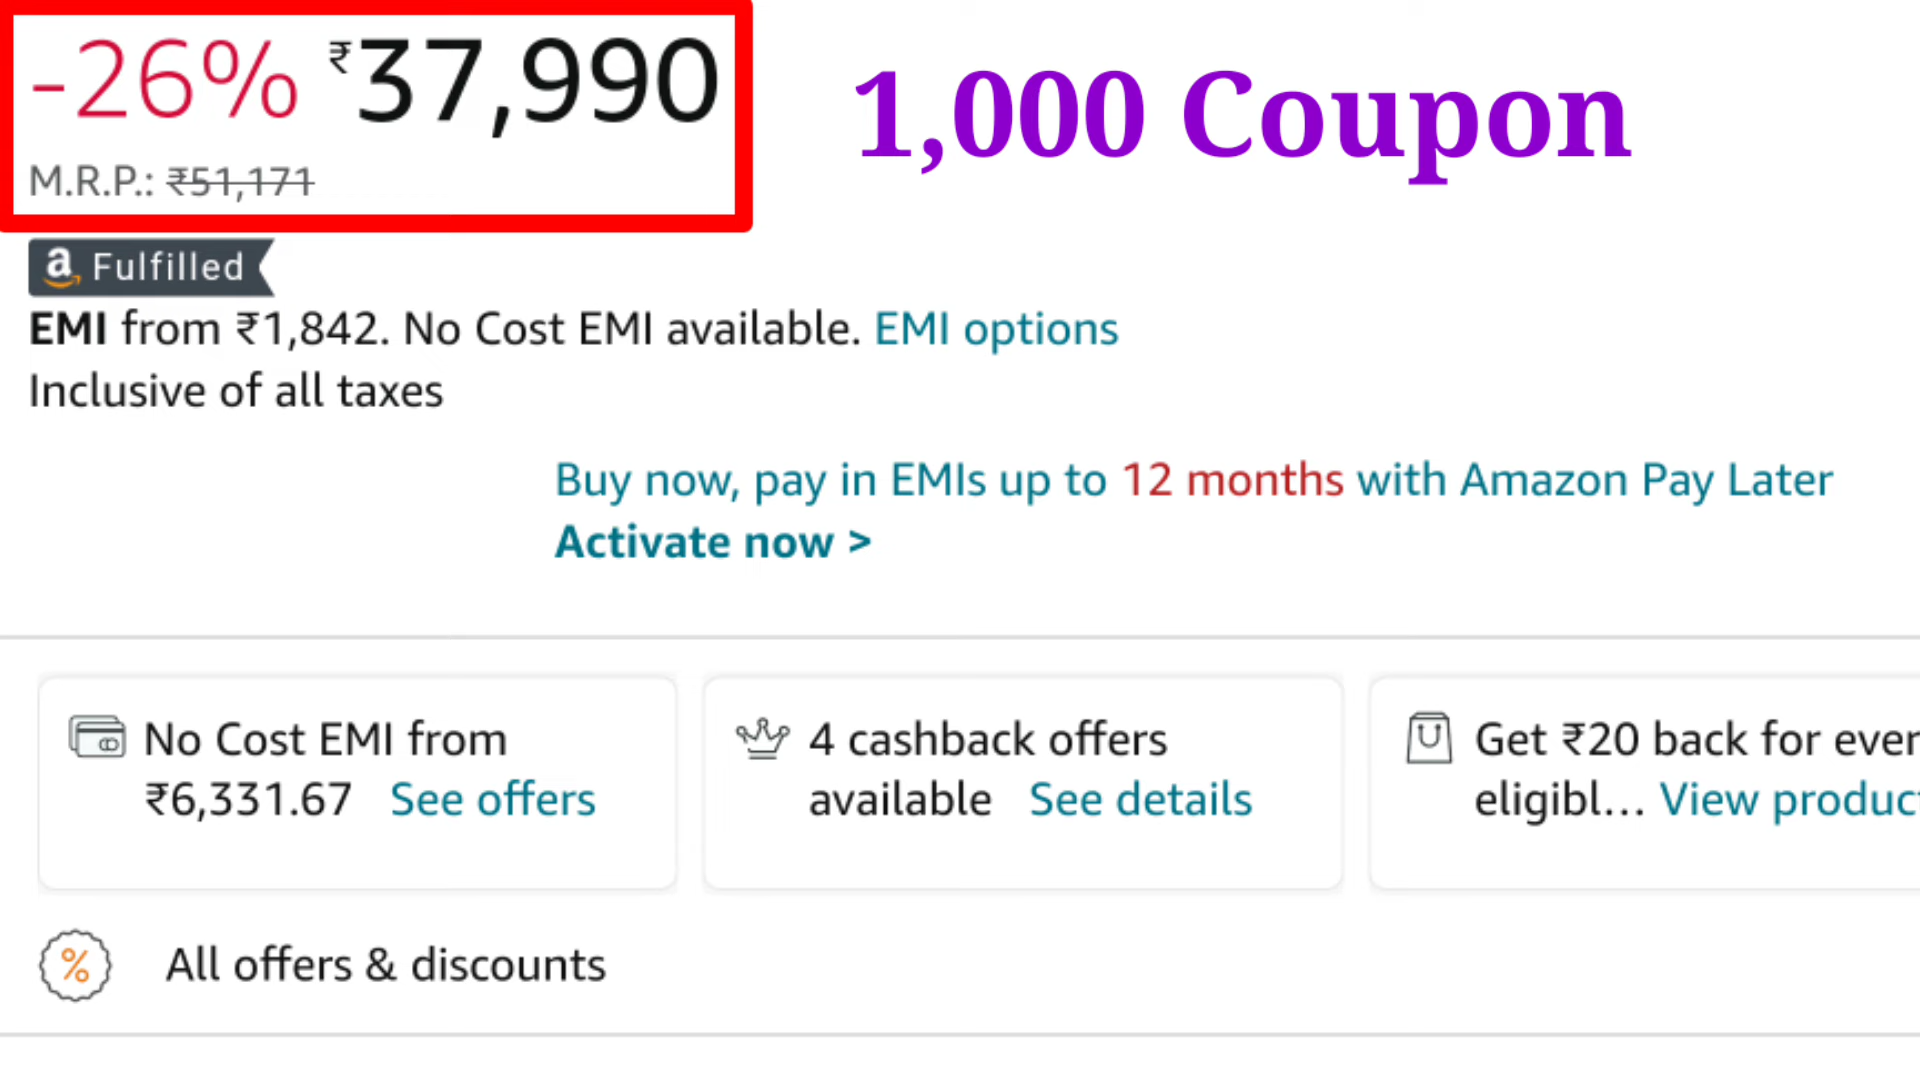 -26% ₹37,990
1,000 Coupon
M.R.P.: ₹51,171
a Fulfilled
EMI from ₹1,842. No Cost EMI available. EMI options
Inclusive of all taxes
Buy now, pay in EMIs up to 12 months with Amazon Pay Later
Activate now >
No Cost EMI from
₹6,331.67 See offers
4 cashback offers
available See details
Get ₹20 back for ever
eligibl... View product
% All offers & discounts